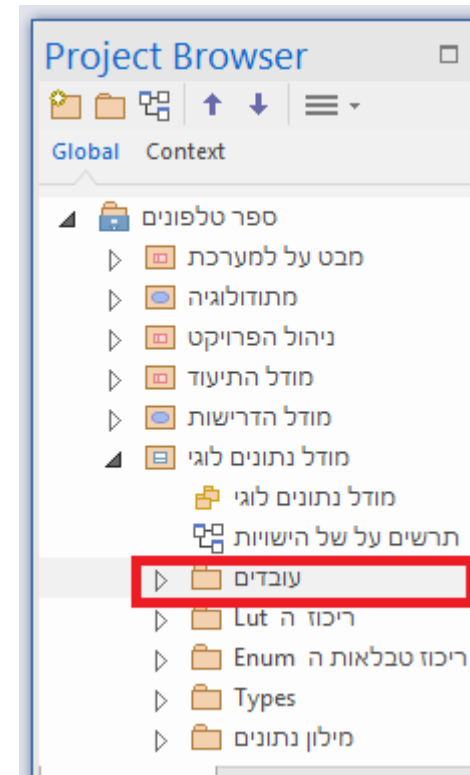 Project Browser
Global Context
ספר טלפונים
מבט על למערכת
מתודולוגיה
ניהול הפרויקט
מודל התיעוד
מודל הדרישות
מודל נתונים לוגי
מודל נתונים לוגי
תרשים על של הישויות
עובדים
ריכוז ה Lut
ריכוז טבלאות ה Enum
Types
מילון נתונים